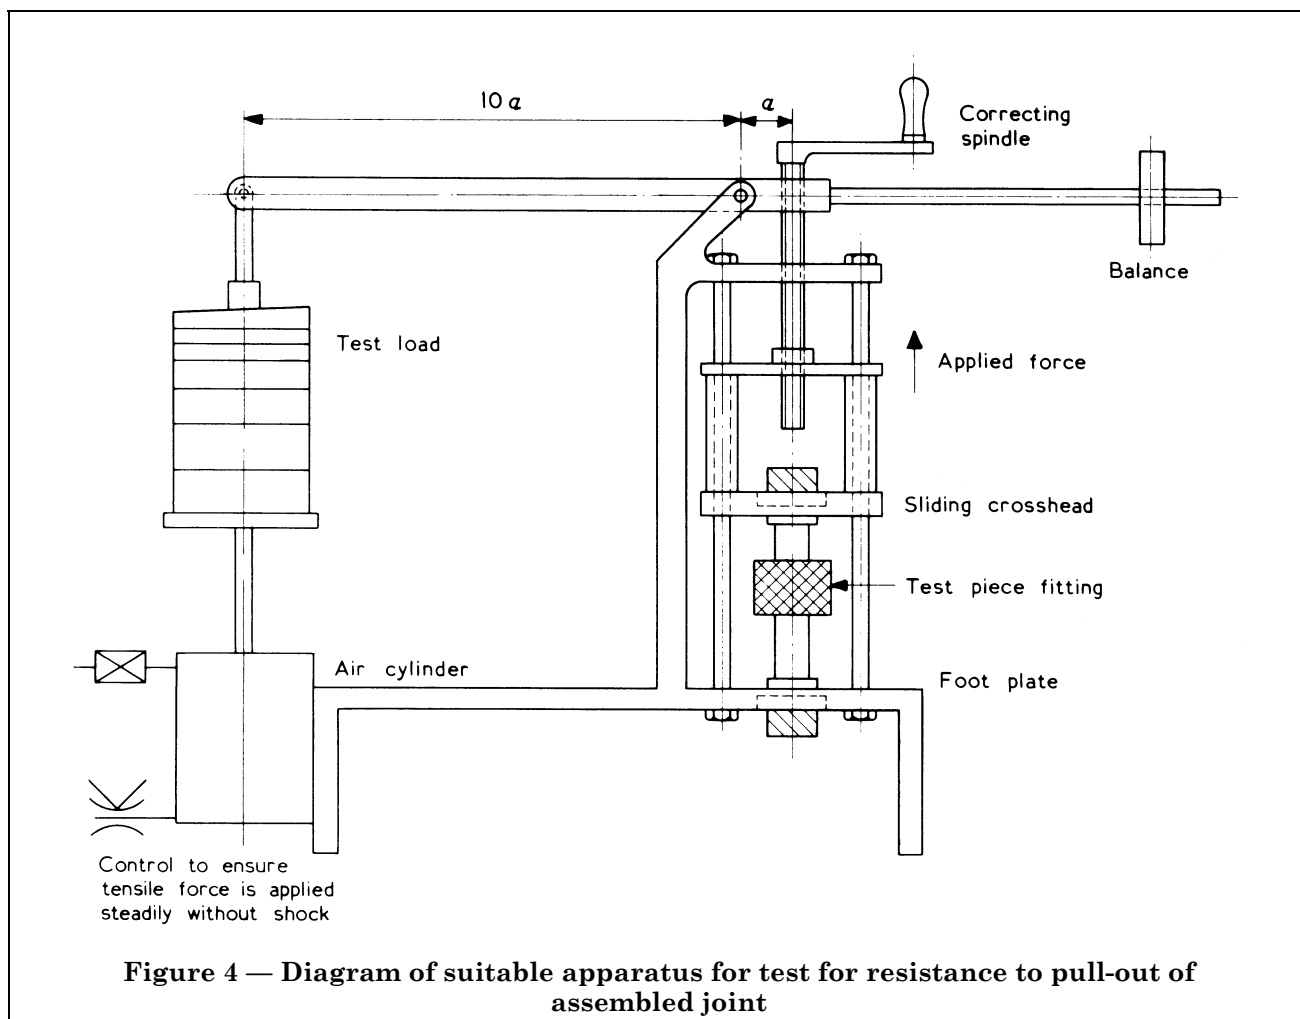 10 a
a
Correcting
spindle
Balance
Test load
Applied force
Sliding crosshead
Test piece fitting
Air cylinder
Foot plate
Control to ensure
tensile force is applied
steadily without shock
Figure 4 — Diagram of suitable apparatus for test for resistance to pull-out of
assembled joint